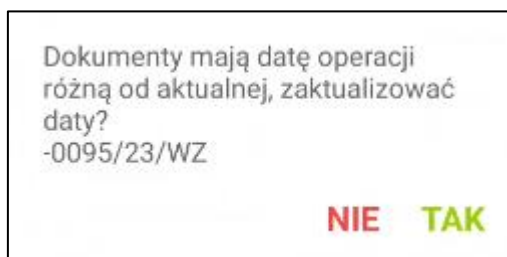 Dokumenty mają datę operacji
różną od aktualnej, zaktualizować
daty?
-0095/23/WZ
NIE TAK